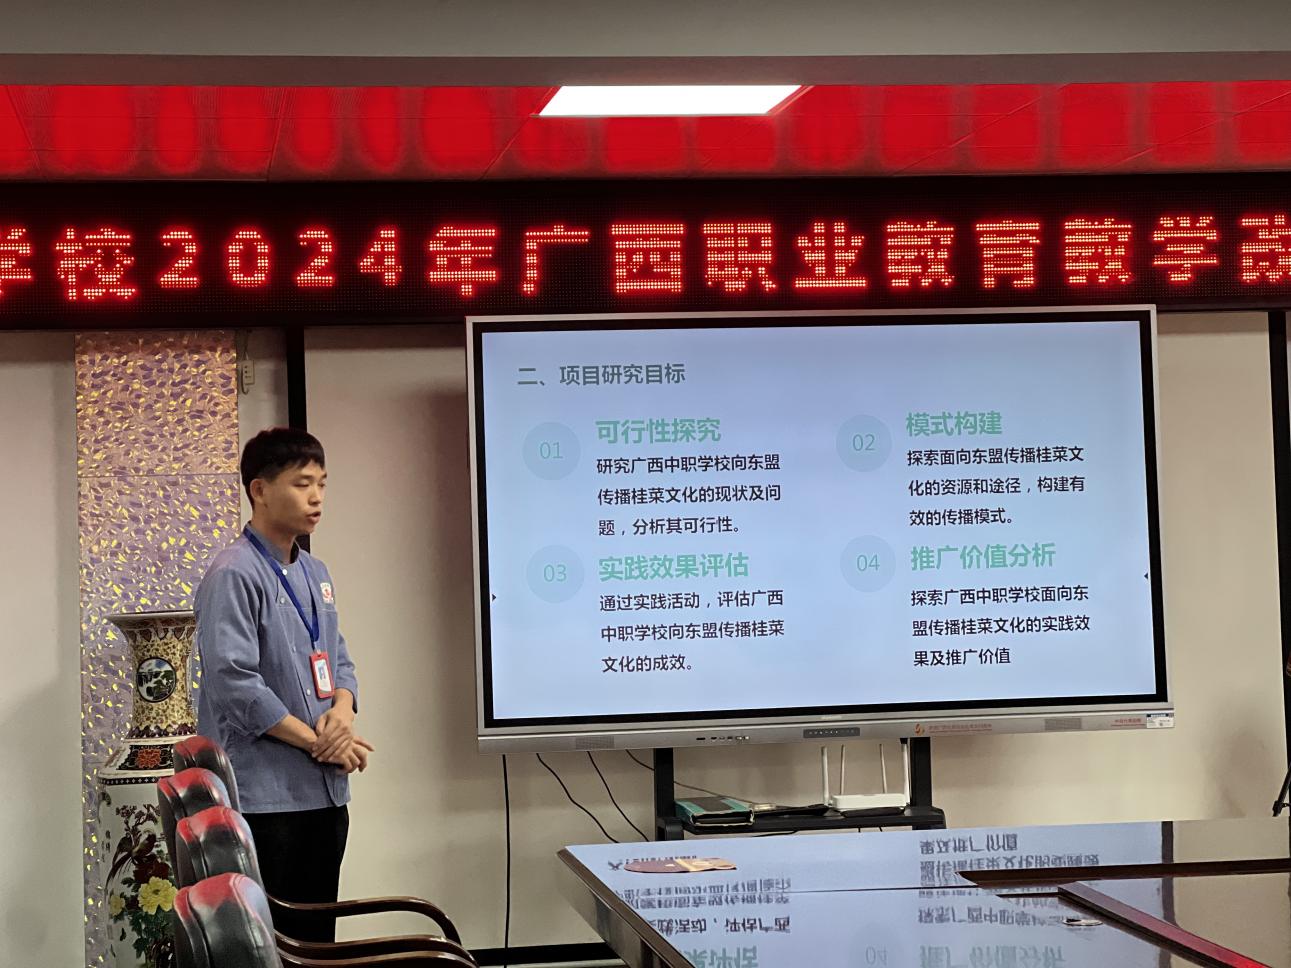 学校2024年广西职业教育教学改
二、项目研究目标
01
可行性探究
研究广西中职学校向东盟
传播桂菜文化的现状及问
题，分析其可行性。
02
模式构建
探索面向东盟传播桂菜文
化的资源和途径，构建有
效的传播模式。
03
实践效果评估
通过实践活动，评估广西
中职学校向东盟传播桂菜
文化的成效。
04
推广价值分析
探索广西中职学校面向东
盟传播桂菜文化的实践效
果及推广价值